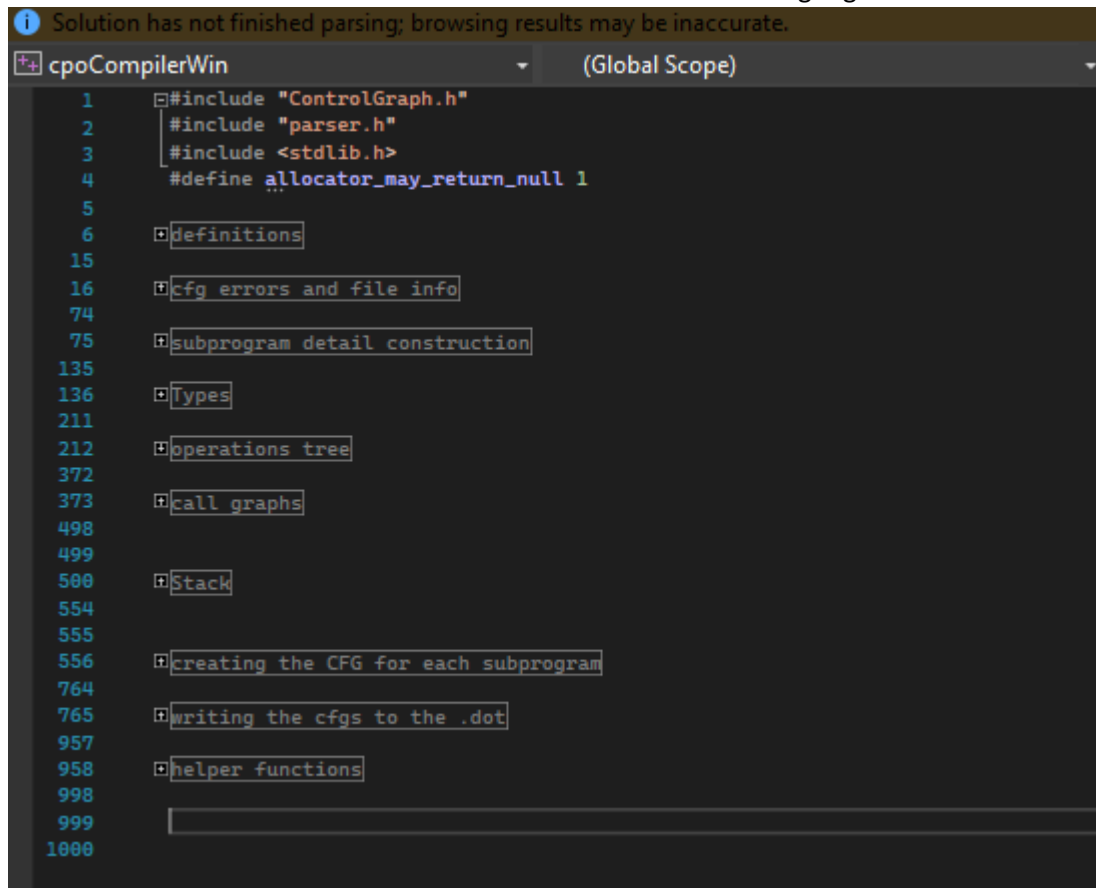 Solution has not finished parsing; browsing results may be inaccurate.
cpoCompilerWin (Global Scope)
1 #include "ControlGraph.h"
2 #include "parser.h"
3 #include <stdlib.h>
4 #define allocator_may_return_null 1
5
6 definitions
15
16 cfg errors and file info
74
75 subprogram detail construction
135
136 Types
211
212 operations tree
372
373 call graphs
498
499
500 Stack
554
555
556 creating the CFG for each subprogram
764
765 writing the cfgs to the .dot
957
958 helper functions
998
999
1000